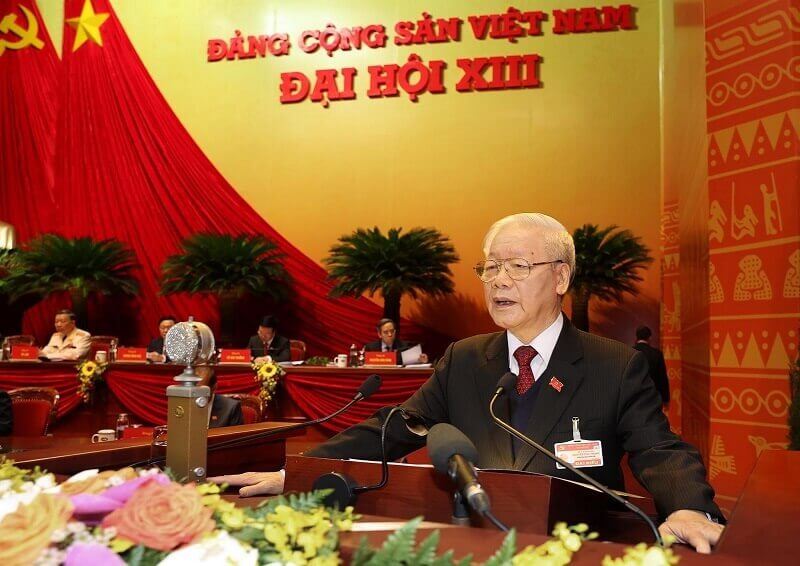 ĐẢNG CỘNG SẢN VIỆT NAM
ĐẠI HỘI XIII